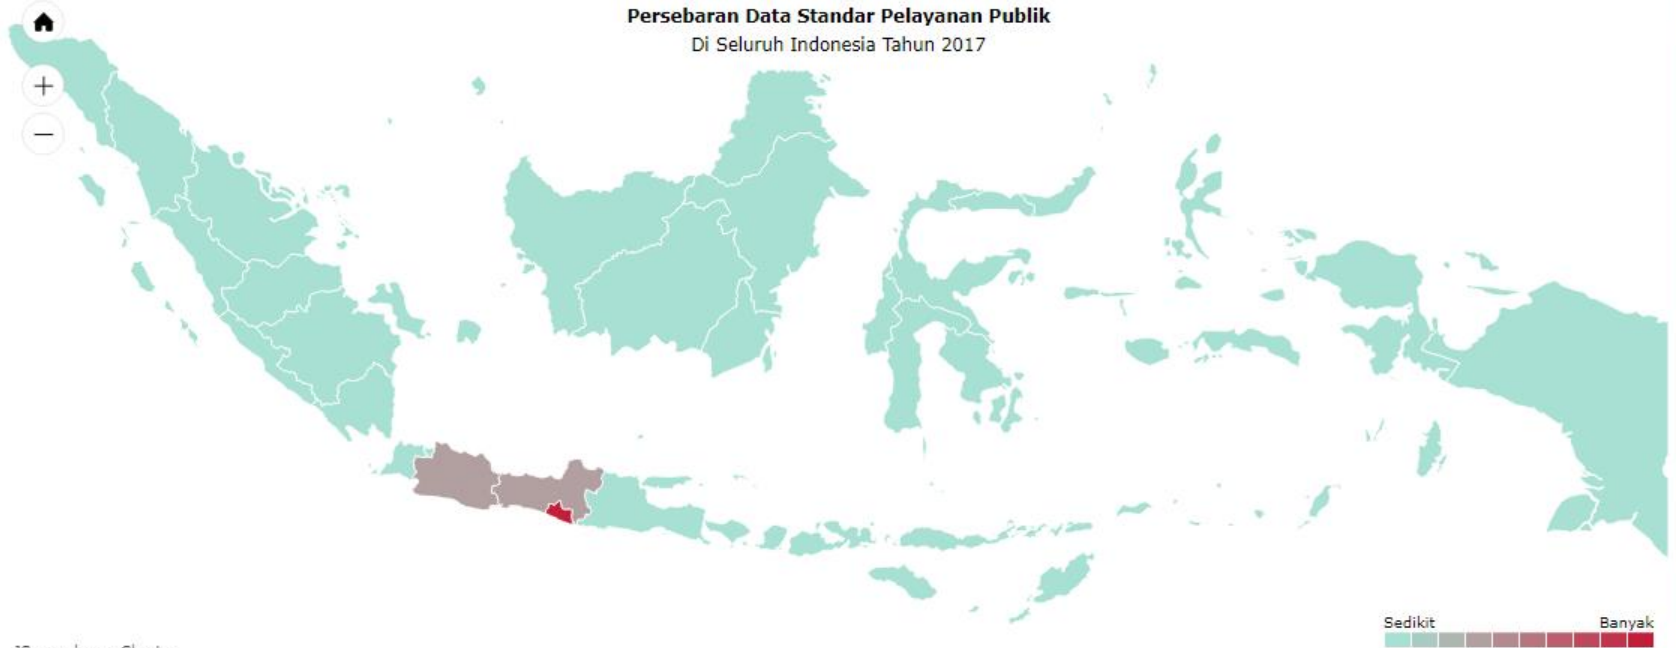 Persebaran Data Standar Pelayanan Publik
Di Seluruh Indonesia Tahun 2017
Sedikit Banyak